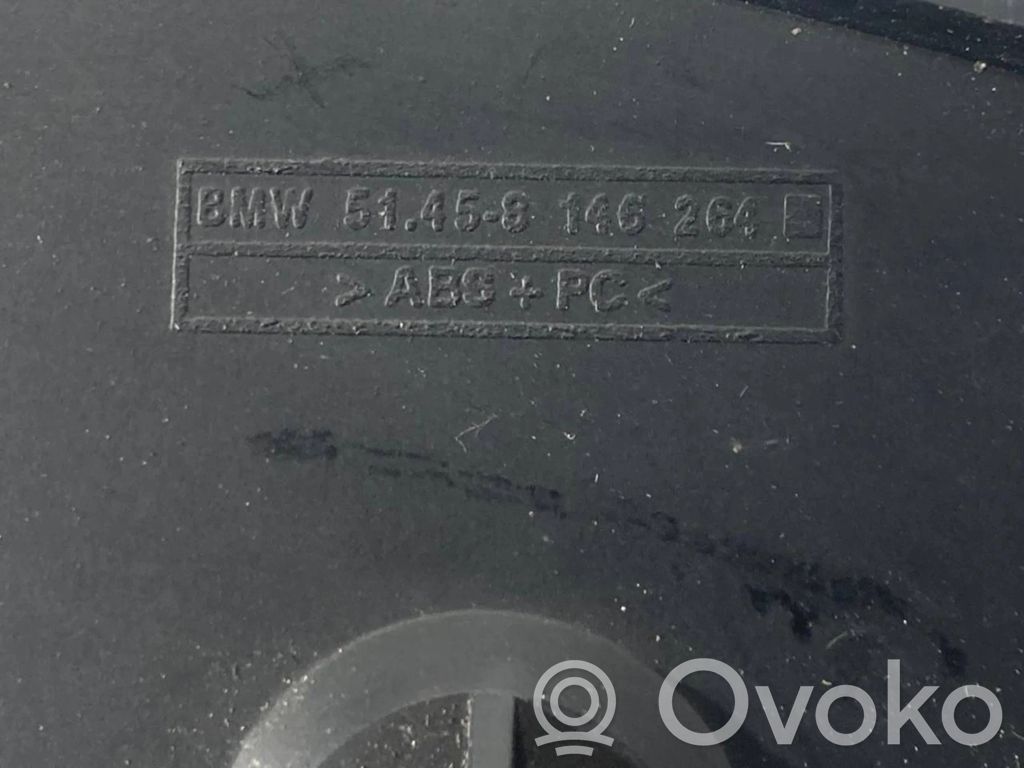 BMW 51.45-8 146 264
>ABS+PC<
Ovoko